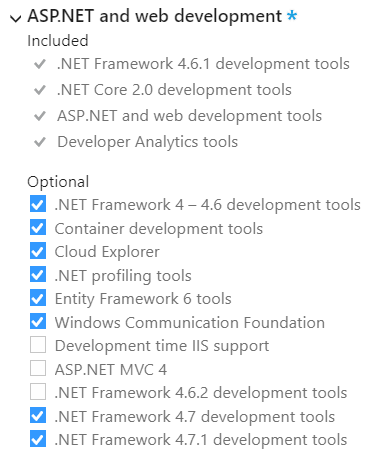 ASP.NET and web development *
Included
.NET Framework 4.6.1 development tools
.NET Core 2.0 development tools
ASP.NET and web development tools
Developer Analytics tools
Optional
.NET Framework 4 – 4.6 development tools
Container development tools
Cloud Explorer
.NET profiling tools
Entity Framework 6 tools
Windows Communication Foundation
Development time IIS support
ASP.NET MVC 4
.NET Framework 4.6.2 development tools
.NET Framework 4.7 development tools
.NET Framework 4.7.1 development tools